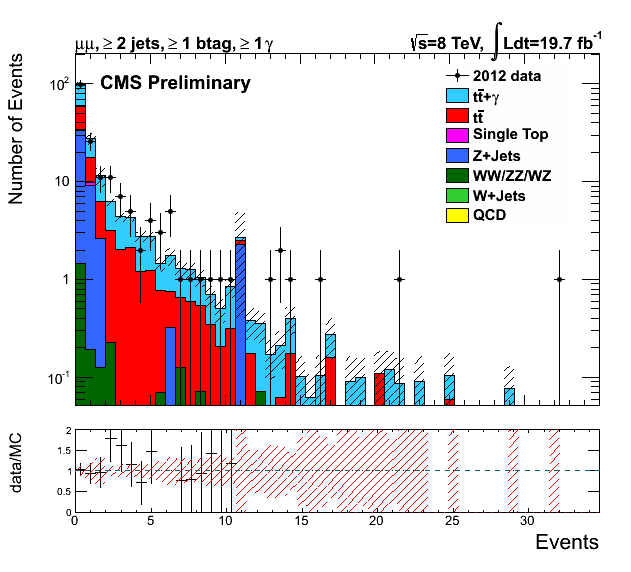 μμ, ≥ 2 jets, ≥ 1 btag, ≥ 1 γ √s=8 TeV, ∫ Ldt=19.7 fb⁻¹
CMS Preliminary
2012 data
tt̄+γ
tt̄
Single Top
Z+Jets
WW/ZZ/WZ
W+Jets
QCD
Number of Events
10²
10
1
10⁻¹
data/MC
2
1.5
1
0.5
0
0 5 10 15 20 25 30
Events